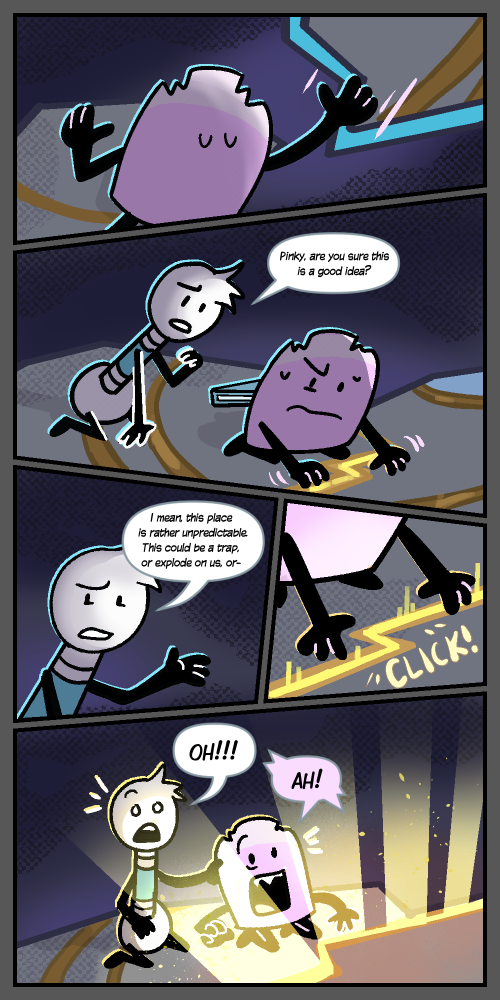 Pinky, are you sure this
is a good idea?
I mean, this place
is rather unpredictable.
This could be a trap,
or explode on us, or-
CLICK!
OH!!!
AH!